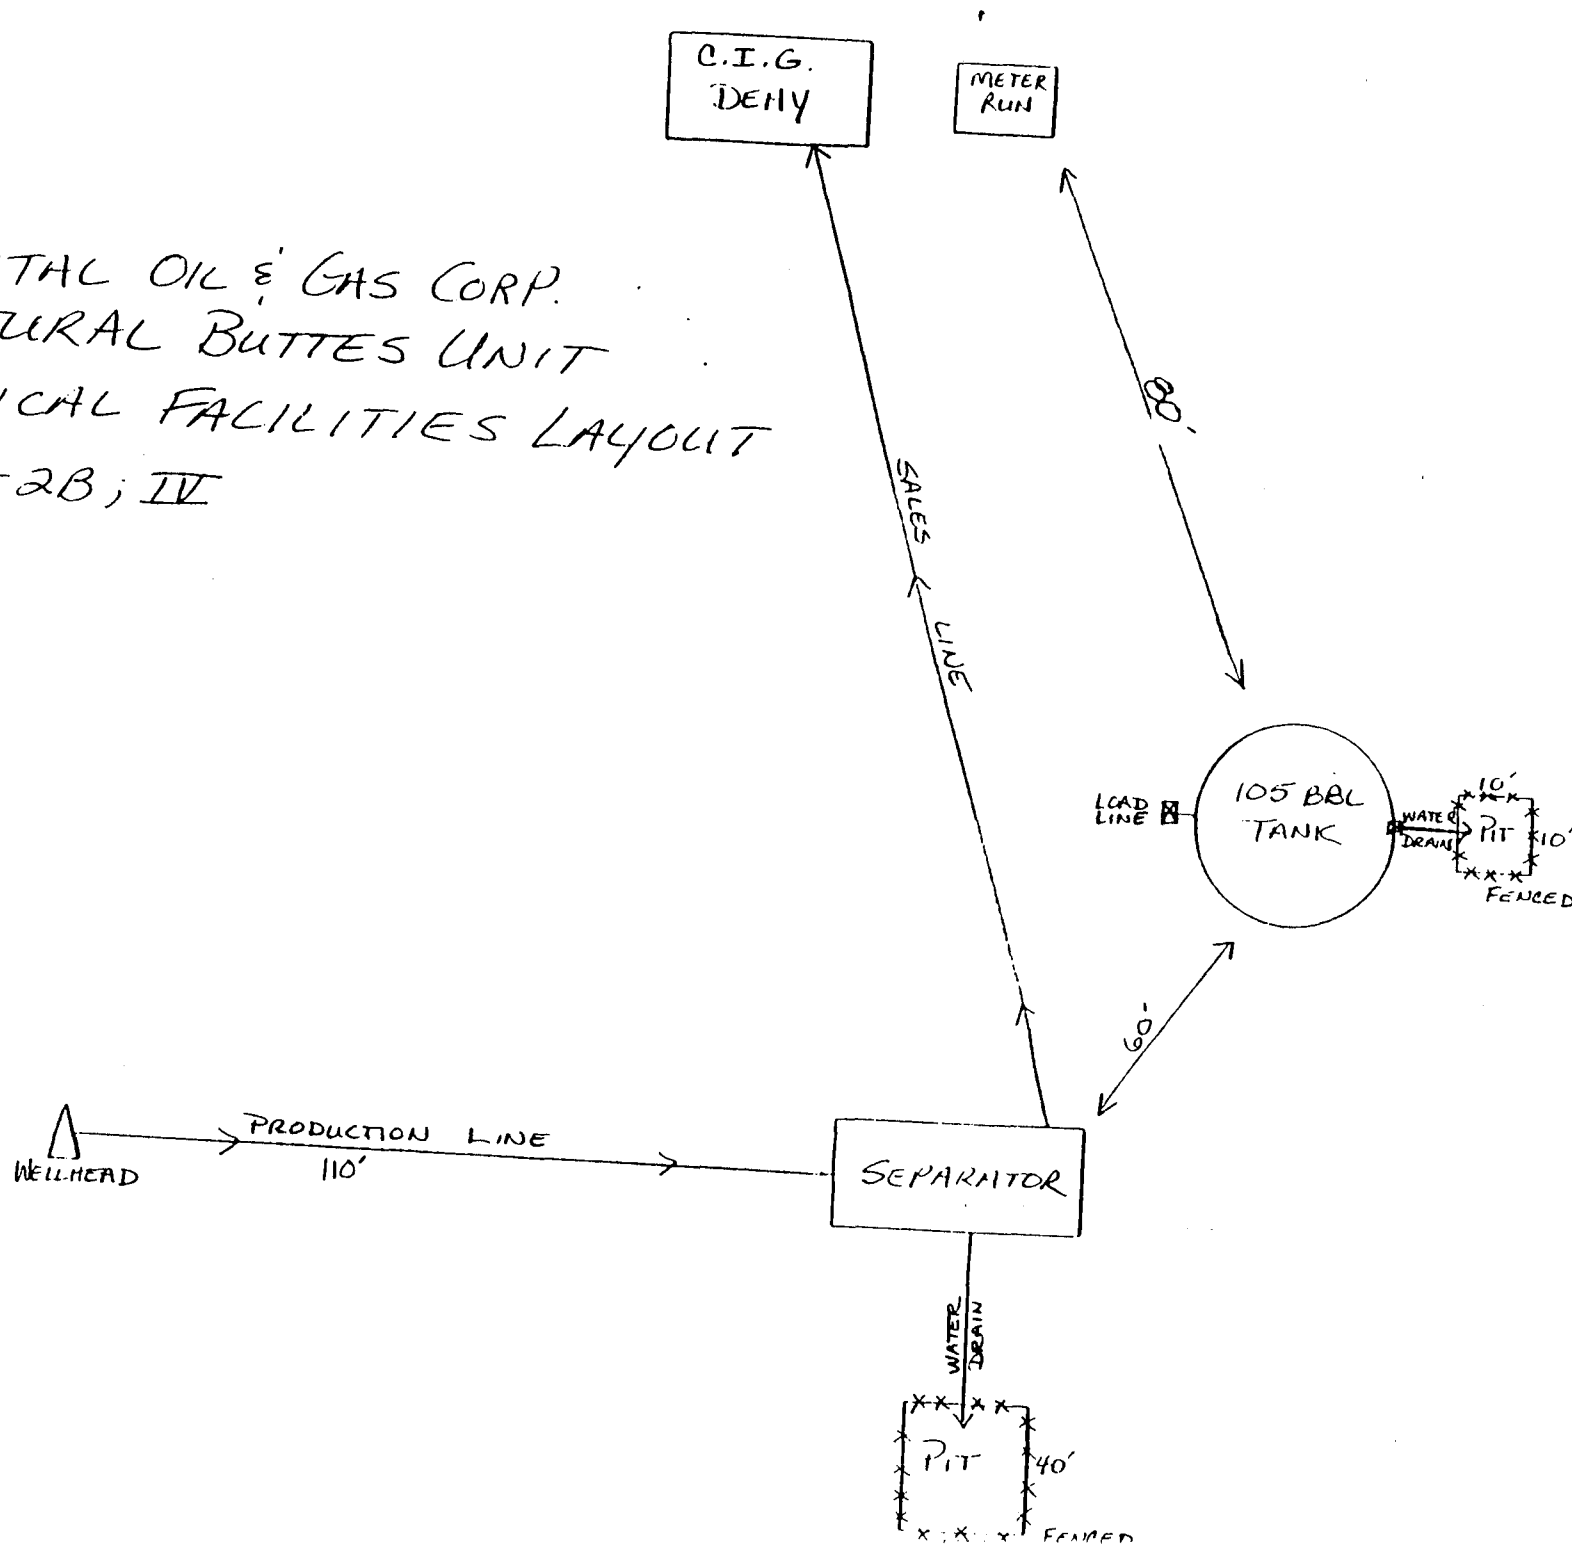 C.I.G.
DEHY
METER
RUN
TAL OIL & GAS CORP.
URAL BUTTES UNIT
ICAL FACILITIES LAYOUT
-2B; IV
80'
SALES LINE
LOAD
LINE
105 BBL
TANK
WATER
DRAIN
10'
PIT
10'
FENCED
60'
WELLHEAD
PRODUCTION LINE
110'
SEPARATOR
WATER
DRAIN
PIT
40'
FENCED